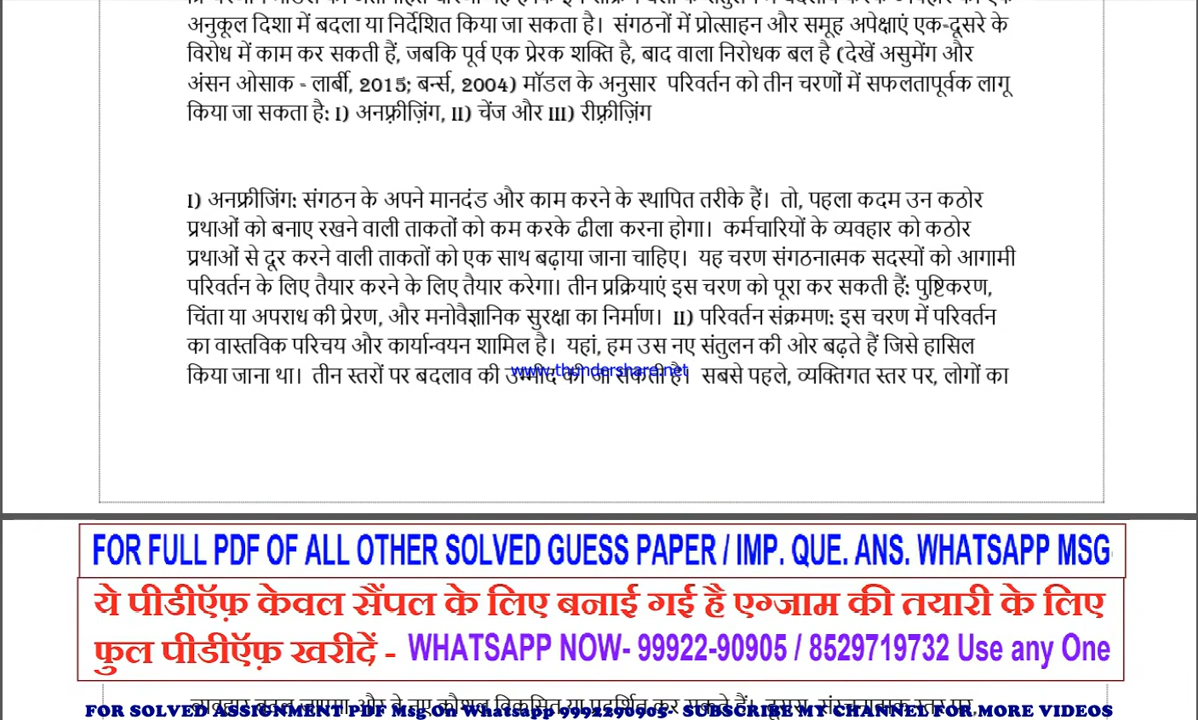 अनुकूल दिशा में बदला या निर्देशित किया जा सकता है। संगठनों में प्रोत्साहन और समूह अपेक्षाएं एक-दूसरे के
विरोध में काम कर सकती हैं, जबकि पूर्व एक प्रेरक शक्ति है, बाद वाला निरोधक बल है (देखें असुमेंग और
अंसन ओसाक - लार्बी, 2015; बर्न्स, 2004) मॉडल के अनुसार परिवर्तन को तीन चरणों में सफलतापूर्वक लागू
किया जा सकता है: I) अनफ़्रीज़िंग, II) चेंज और III) रीफ़्रीज़िंग
I) अनफ्रीजिंग: संगठन के अपने मानदंड और काम करने के स्थापित तरीके हैं। तो, पहला कदम उन कठोर
प्रथाओं को बनाए रखने वाली ताकतों को कम करके ढीला करना होगा। कर्मचारियों के व्यवहार को कठोर
प्रथाओं से दूर करने वाली ताकतों को एक साथ बढ़ाया जाना चाहिए। यह चरण संगठनात्मक सदस्यों को आगामी
परिवर्तन के लिए तैयार करने के लिए तैयार करेगा। तीन प्रक्रियाएं इस चरण को पूरा कर सकती हैं: पुष्टिकरण,
चिंता या अपराध की प्रेरण, और मनोवैज्ञानिक सुरक्षा का निर्माण। II) परिवर्तन संक्रमण: इस चरण में परिवर्तन
का वास्तविक परिचय और कार्यान्वयन शामिल है। यहां, हम उस नए संतुलन की ओर बढ़ते हैं जिसे हासिल
किया जाना था। तीन स्तरों पर बदलाव की उम्मीद की जा सकती है। सबसे पहले, व्यक्तिगत स्तर पर, लोगों का
www.thundershare.net
FOR FULL PDF OF ALL OTHER SOLVED GUESS PAPER / IMP. QUE. ANS. WHATSAPP MSG
ये पीडीऍफ़ केवल सैंपल के लिए बनाई गई है एग्जाम की तयारी के लिए
फुल पीडीऍफ़ खरीदें - WHATSAPP NOW- 99922-90905 / 8529719732 Use any One
FOR SOLVED ASSIGNMENT PDF Msg On Whatsapp 9992290905- SUBSCRIBE MY CHANNEL FOR MORE VIDEOS